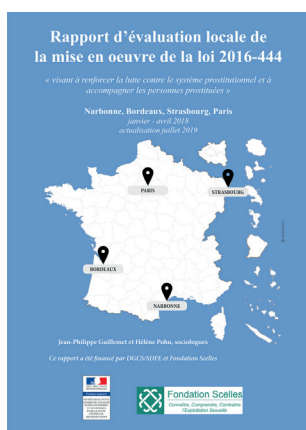 Rapport d'évaluation locale de
la mise en oeuvre de la loi 2016-444
« visant à renforcer la lutte contre le système prostitutionnel et à
accompagner les personnes prostituées »
Narbonne, Bordeaux, Strasbourg, Paris
janvier - avril 2018
actualisation juillet 2019
PARIS
STRASBOURG
BORDEAUX
NARBONNE
Jean-Philippe Guillemet et Hélène Pohu, sociologues
Ce rapport a été financé par DGCS/SDFE et Fondation Scelles
Fondation Scelles
Connaître, Comprendre, Combattre
l'Exploitation Sexuelle